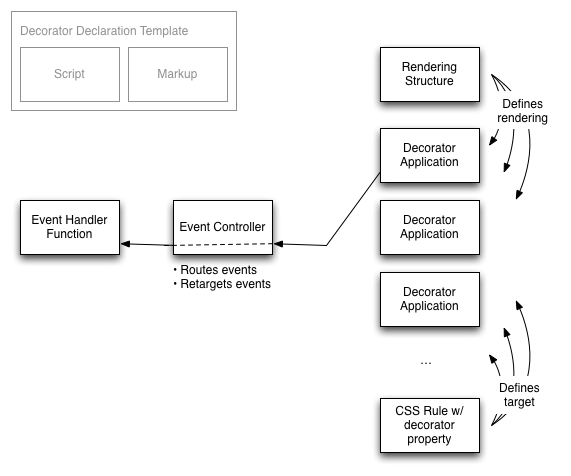 Decorator Declaration Template
Script
Markup
Rendering
Structure
Defines
rendering
Decorator
Application
Event Handler
Function
Event Controller
• Routes events
• Retargets events
Decorator
Application
Decorator
Application
...
Defines
target
CSS Rule w/
decorator
property